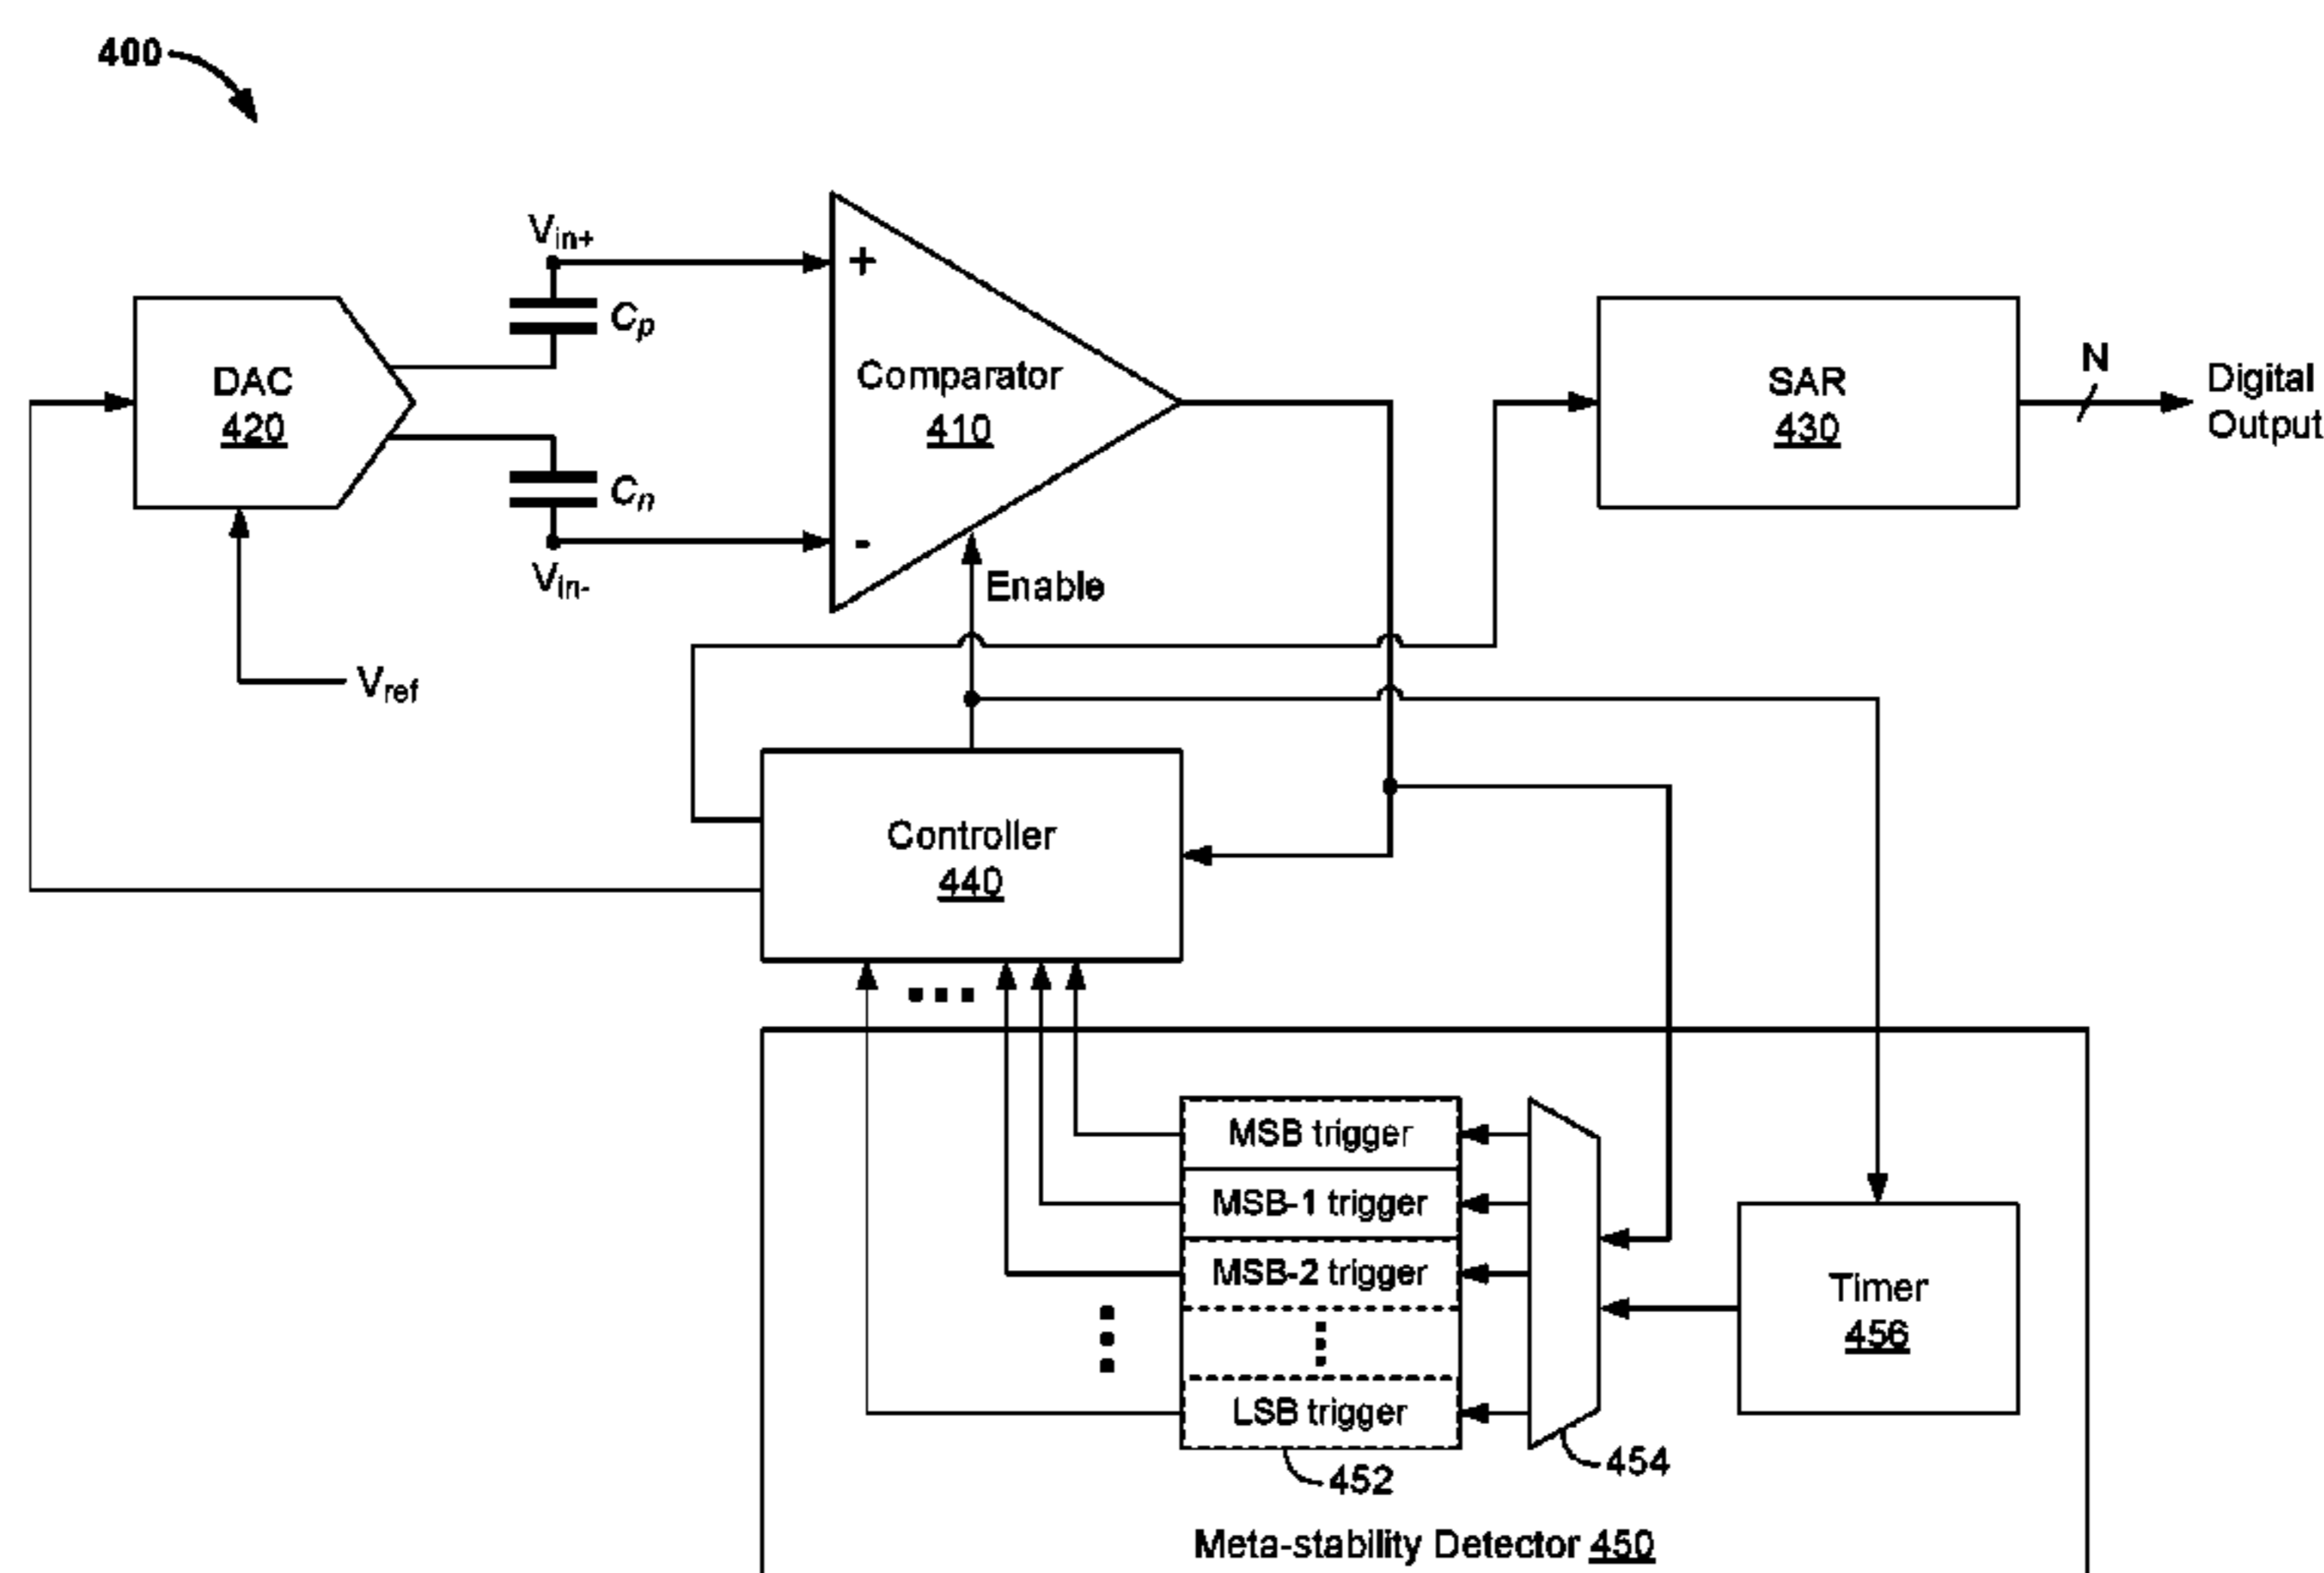 400
Vin+
Cp
DAC
420
Cn
Vin-
Vref
+
-
Comparator
410
Enable
SAR
430
N
Digital
Output
Controller
440
MSB trigger
MSB-1 trigger
MSB-2 trigger
LSB trigger
452
454
Timer
456
Meta-stability Detector 450